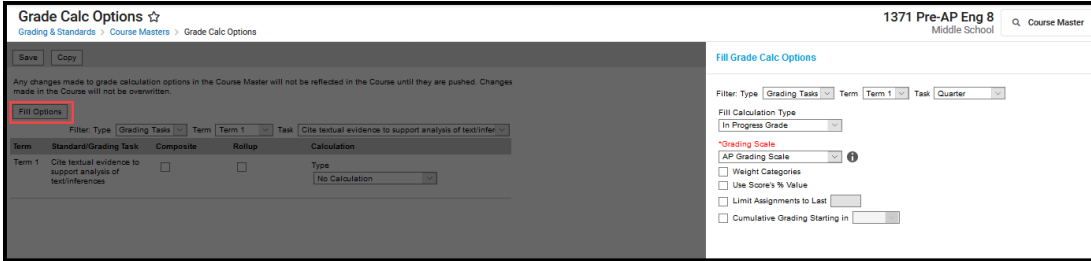 Grade Calc Options ☆
Grading & Standards > Course Masters > Grade Calc Options
1371 Pre-AP Eng 8
Middle School
Course Master
Save Copy
Any changes made to grade calculation options in the Course Master will not be reflected in the Course until they are pushed. Changes
made in the Course will not be overwritten.
Fill Options
Filter: Type Grading Tasks Term Term 1 Task Cite textual evidence to support analysis of text/infer
Term Standard/Grading Task Composite Rollup Calculation
Term 1 Cite textual evidence to
support analysis of
text/inferences
Type
No Calculation
Fill Grade Calc Options
Filter: Type Grading Tasks Term Term 1 Task Quarter
Fill Calculation Type
In Progress Grade
*Grading Scale
AP Grading Scale
Weight Categories
Use Score's % Value
Limit Assignments to Last
Cumulative Grading Starting in